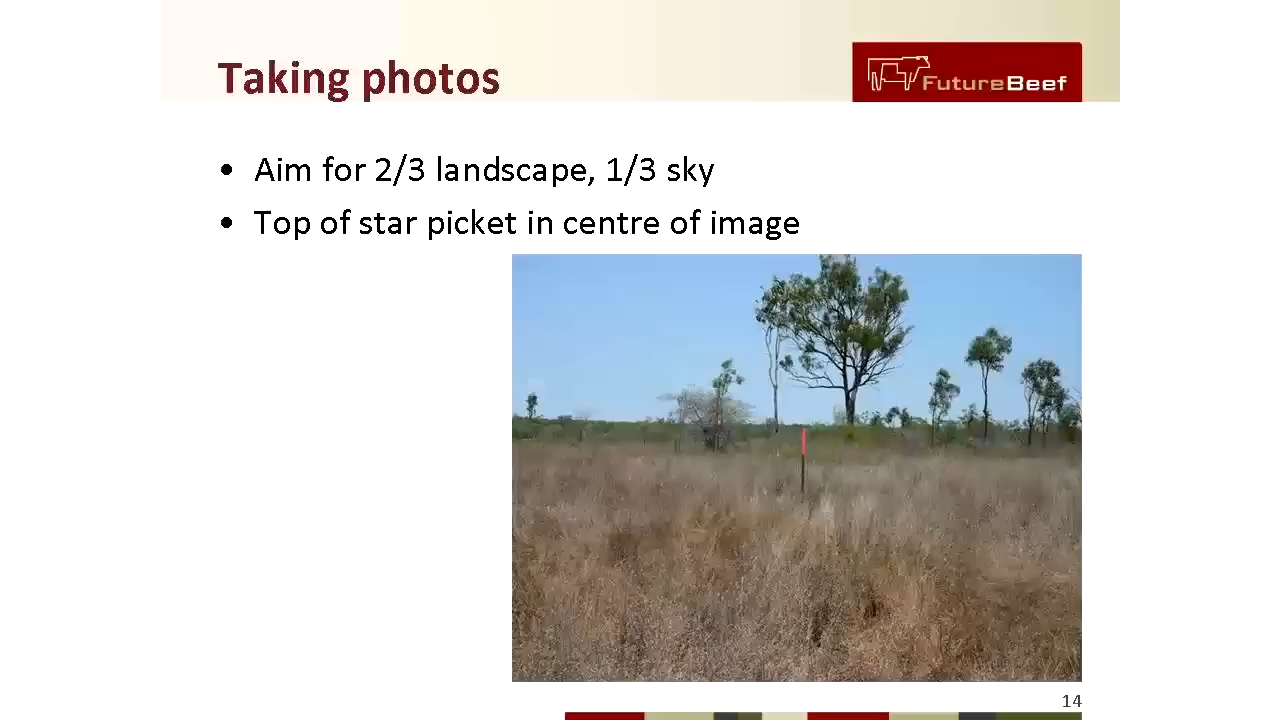 Taking photos
FutureBeef
• Aim for 2/3 landscape, 1/3 sky
• Top of star picket in centre of image
14